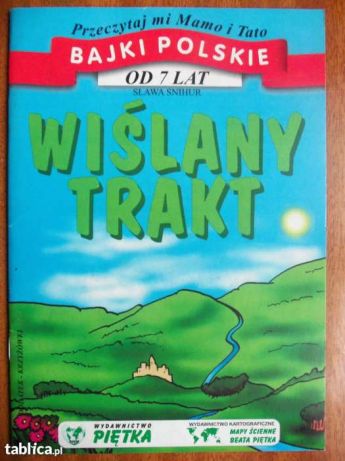 Przeczytaj mi Mamo i Tato
BAJKI POLSKIE
OD 7 LAT
SŁAWA SNIHUR
WIŚLANY
TRAKT
KRZYŻÓWKI
WYDAWNICTWO
PIĘTKA
WYDAWNICTWO KARTOGRAFICZNE
MAPY ŚCIENNE
BEATA PIĘTKA
tablica.pl